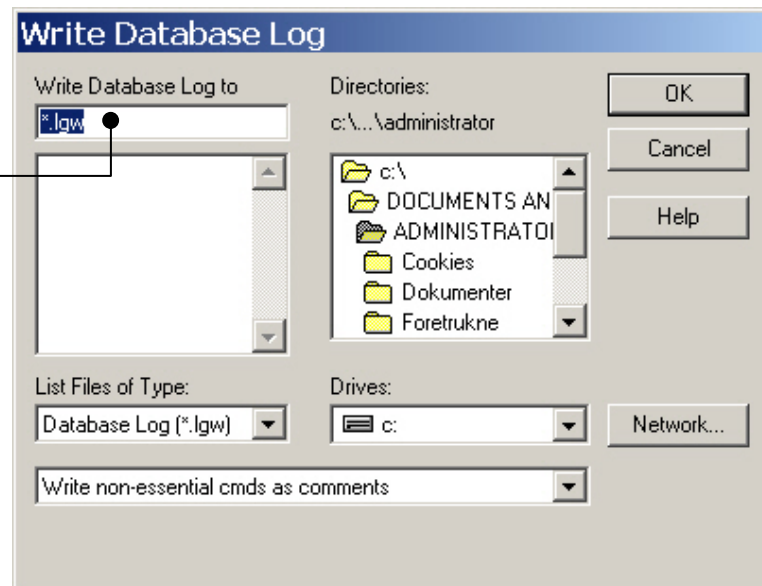 Write Database Log
Write Database Log to
*.lgw
Directories:
c:\...\administrator
c:\
DOCUMENTS AN
ADMINISTRATOI
Cookies
Dokumenter
Foretrukne
OK
Cancel
Help
List Files of Type:
Database Log (*.lgw)
Drives:
c:
Network...
Write non-essential cmds as comments